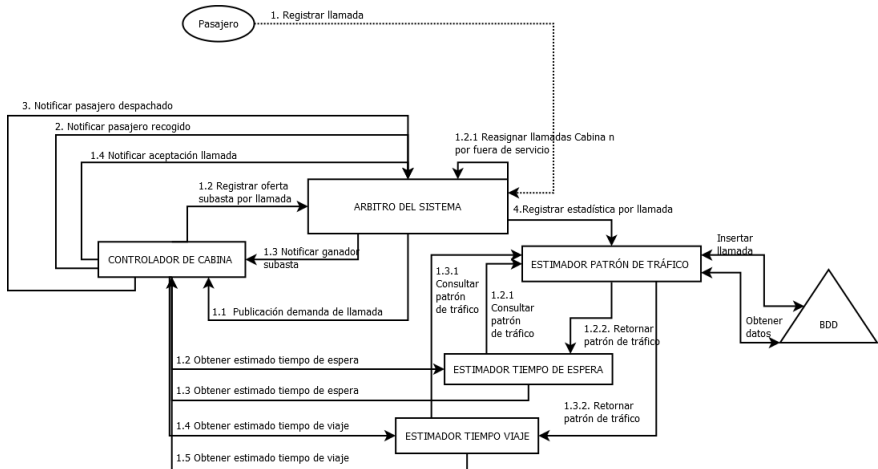 1. Registrar llamada
Pasajero
3. Notificar pasajero despachado
2. Notificar pasajero recogido
1.4 Notificar aceptación llamada
1.2.1 Reasignar llamadas Cabina n
por fuera de servicio
1.2 Registrar oferta
subasta por llamada
ARBITRO DEL SISTEMA
4.Registrar estadística por llamada
CONTROLADOR DE CABINA
1.3 Notificar ganador
subasta
Insertar
llamada
ESTIMADOR PATRÓN DE TRÁFICO
1.3.1
Consultar
patrón
de tráfico
1.2.1
Consultar
patrón
de tráfico
1.1 Publicación demanda de llamada
Obtener
datos
BDD
1.2.2. Retornar
patrón de tráfico
1.2 Obtener estimado tiempo de espera
ESTIMADOR TIEMPO DE ESPERA
1.3 Obtener estimado tiempo de espera
1.3.2. Retornar
patrón de tráfico
1.4 Obtener estimado tiempo de viaje
ESTIMADOR TIEMPO VIAJE
1.5 Obtener estimado tiempo de viaje